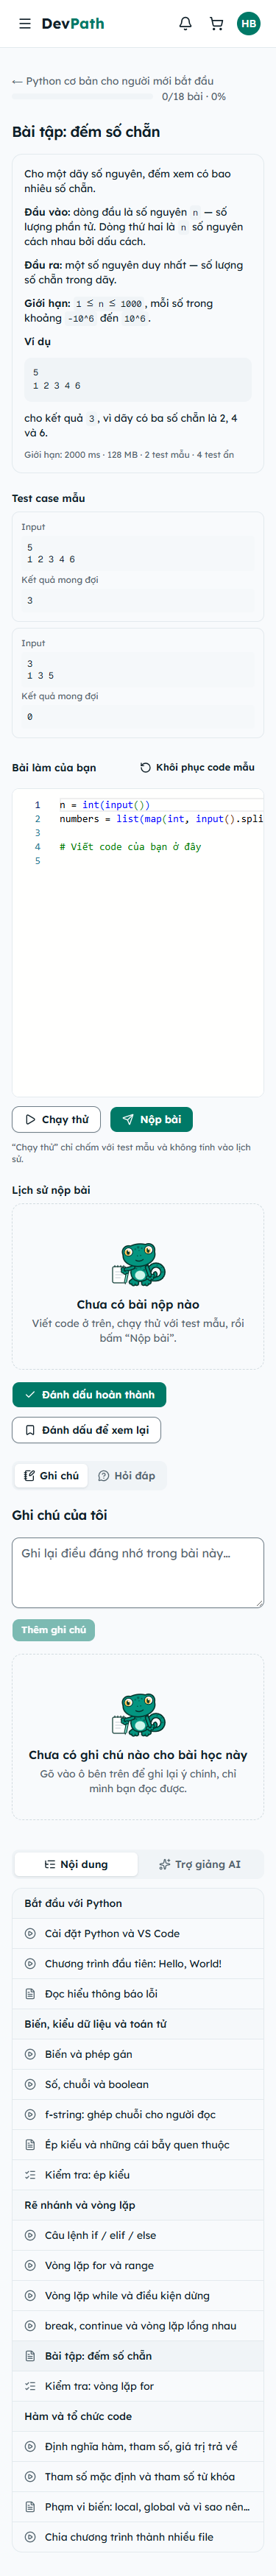 DevPath
HB
← Python cơ bản cho người mới bắt đầu
0/18 bài · 0%
Bài tập: đếm số chẵn
Cho một dãy số nguyên, đếm xem có bao
nhiêu số chẵn.
Đầu vào: dòng đầu là số nguyên n — số
lượng phần tử. Dòng thứ hai là n số nguyên
cách nhau bởi dấu cách.
Đầu ra: một số nguyên duy nhất — số lượng
số chẵn trong dãy.
Giới hạn: 1 ≤ n ≤ 1000, mỗi số trong
khoảng -10^6 đến 10^6.
Ví dụ
5
1 2 3 4 6
cho kết quả 3, vì dãy có ba số chẵn là 2, 4
và 6.
Giới hạn: 2000 ms · 128 MB · 2 test mẫu · 4 test ẩn
Test case mẫu
Input
5
1 2 3 4 6
Kết quả mong đợi
3
Input
3
1 3 5
Kết quả mong đợi
0
Bài làm của bạn
Khôi phục code mẫu
1 n = int(input())
2 numbers = list(map(int, input().spli
3
4 # Viết code của bạn ở đây
5
Chạy thử
Nộp bài
“Chạy thử” chỉ chấm với test mẫu và không tính vào lịch
sử.
Lịch sử nộp bài
Chưa có bài nộp nào
Viết code ở trên, chạy thử với test mẫu, rồi
bấm “Nộp bài”.
Đánh dấu hoàn thành
Đánh dấu để xem lại
Ghi chú
Hỏi đáp
Ghi chú của tôi
Ghi lại điều đáng nhớ trong bài này...
Thêm ghi chú
Chưa có ghi chú nào cho bài học này
Gõ vào ô bên trên để ghi lại ý chính, chỉ
mình bạn đọc được.
Nội dung
Trợ giảng AI
Bắt đầu với Python
Cài đặt Python và VS Code
Chương trình đầu tiên: Hello, World!
Đọc hiểu thông báo lỗi
Biến, kiểu dữ liệu và toán tử
Biến và phép gán
Số, chuỗi và boolean
f-string: ghép chuỗi cho người đọc
Ép kiểu và những cái bẫy quen thuộc
Kiểm tra: ép kiểu
Rẽ nhánh và vòng lặp
Câu lệnh if / elif / else
Vòng lặp for và range
Vòng lặp while và điều kiện dừng
break, continue và vòng lặp lồng nhau
Bài tập: đếm số chẵn
Kiểm tra: vòng lặp for
Hàm và tổ chức code
Định nghĩa hàm, tham số, giá trị trả về
Tham số mặc định và tham số từ khóa
Phạm vi biến: local, global và vì sao nên...
Chia chương trình thành nhiều file